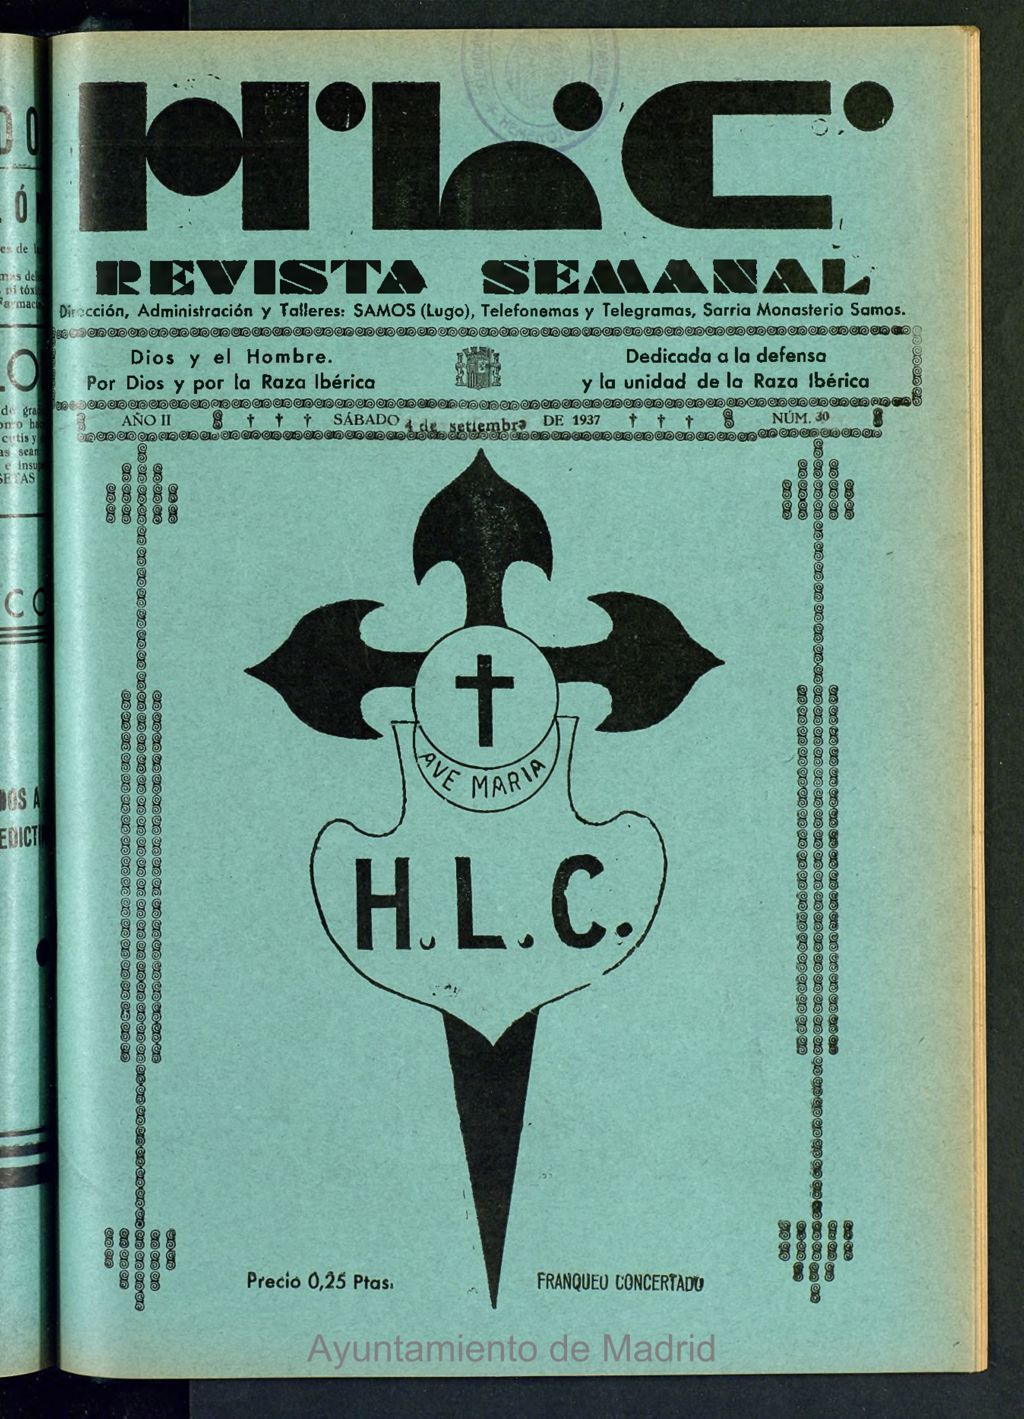 H.L.C.
REVISTA SEMANAL
Dirección, Administración y Talleres: SAMOS (Lugo), Telefonemas y Telegramas, Sarria Monasterio Samos.
Dios y el Hombre.
Por Dios y por la Raza Ibérica
Dedicada a la defensa
y la unidad de la Raza Ibérica
AÑO II † † † SÁBADO 4 de setiembre DE 1937 † † † NÚM. 30
AVE MARIA
H. L. C.
Precio 0,25 Ptas.
FRANQUEO CONCERTADO
Ayuntamiento de Madrid